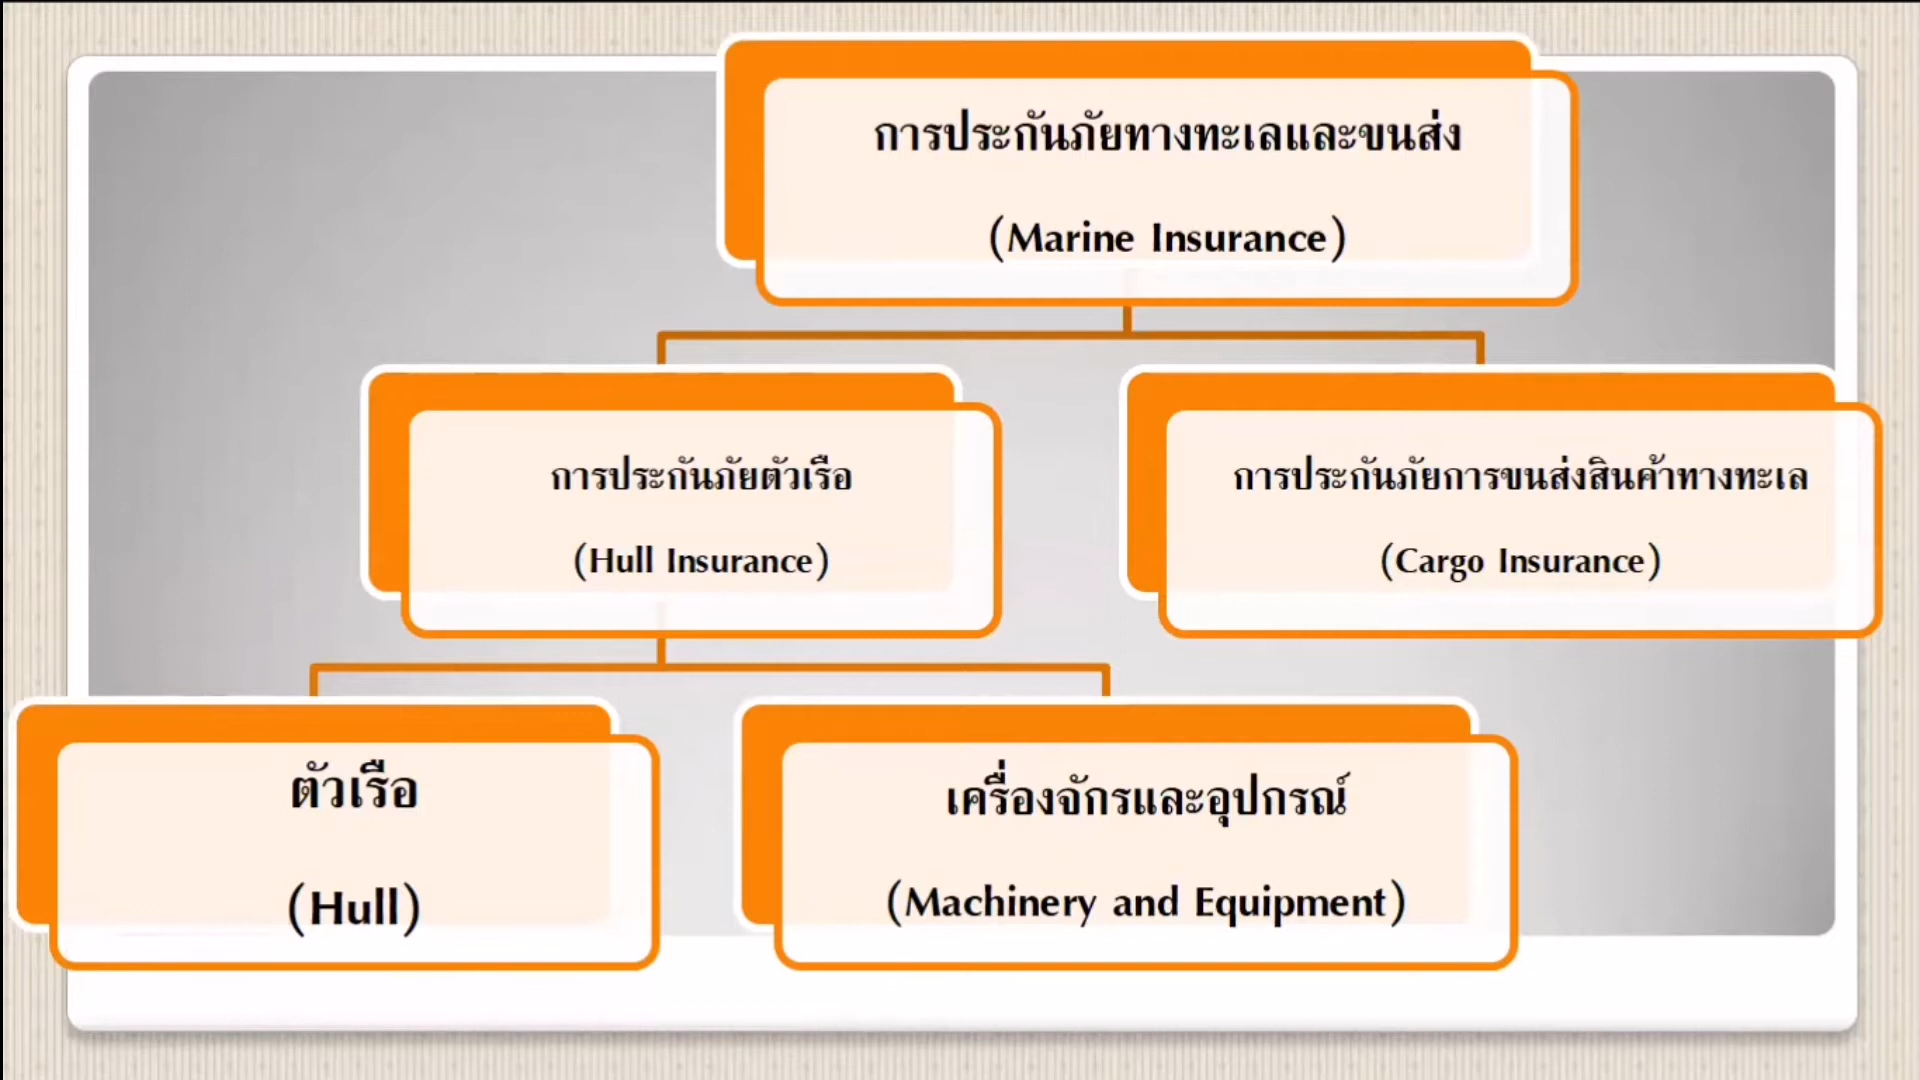 การประกันภัยทางทะเลและขนส่ง
(Marine Insurance)
การประกันภัยตัวเรือ
(Hull Insurance)
การประกันภัยการขนส่งสินค้าทางทะเล
(Cargo Insurance)
ตัวเรือ
(Hull)
เครื่องจักรและอุปกรณ์
(Machinery and Equipment)